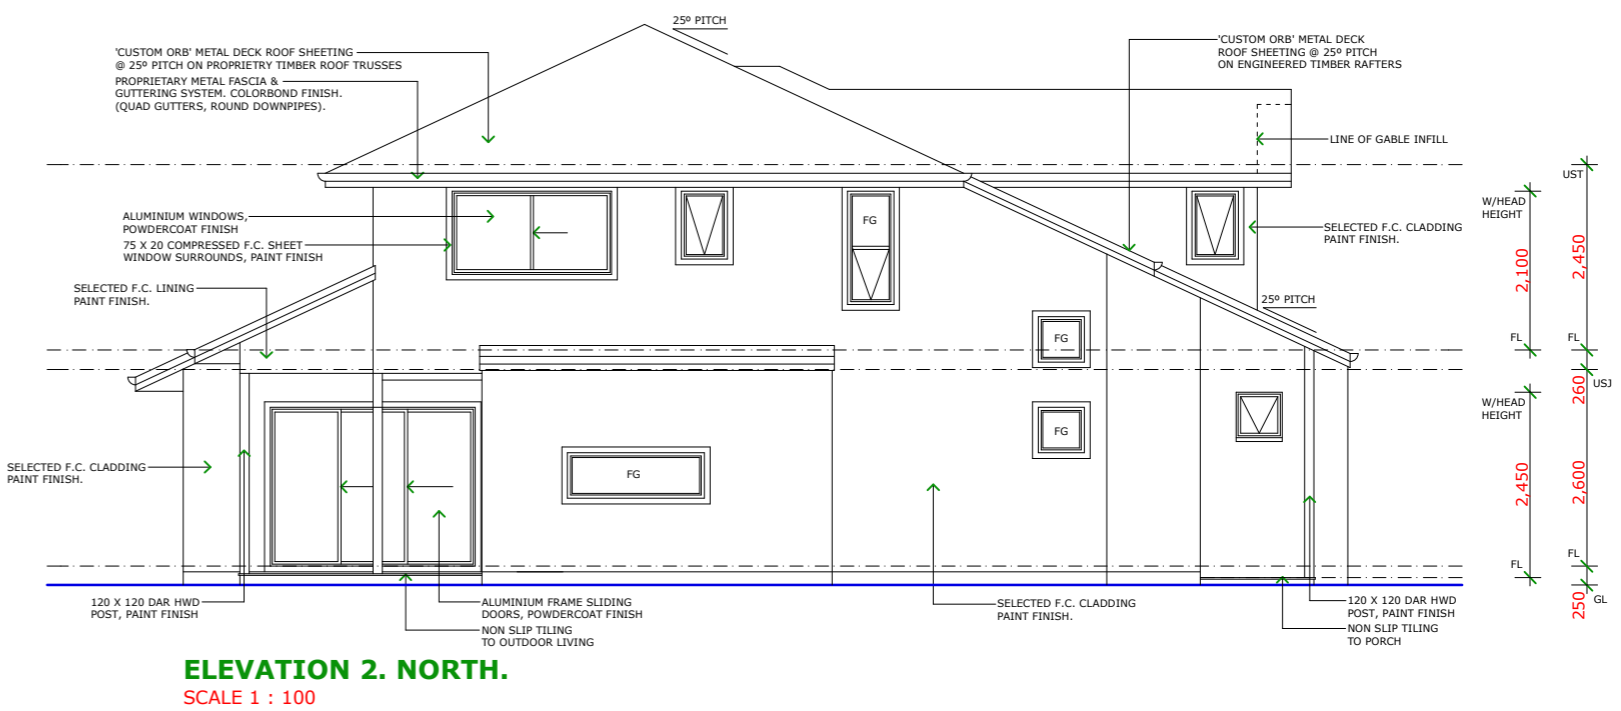 25º PITCH
'CUSTOM ORB' METAL DECK ROOF SHEETING
@ 25º PITCH ON PROPRIETRY TIMBER ROOF TRUSSES
PROPRIETARY METAL FASCIA &
GUTTERING SYSTEM. COLORBOND FINISH.
(QUAD GUTTERS, ROUND DOWNPIPES).
'CUSTOM ORB' METAL DECK
ROOF SHEETING @ 25º PITCH
ON ENGINEERED TIMBER RAFTERS
LINE OF GABLE INFILL
UST
W/HEAD
HEIGHT
ALUMINIUM WINDOWS,
POWDERCOAT FINISH
75 X 20 COMPRESSED F.C. SHEET
WINDOW SURROUNDS, PAINT FINISH
FG
SELECTED F.C. CLADDING
PAINT FINISH.
2,100
2,450
SELECTED F.C. LINING
PAINT FINISH.
25º PITCH
FG
FL
FL
260
USJ
W/HEAD
HEIGHT
FG
SELECTED F.C. CLADDING
PAINT FINISH.
FG
2,450
2,600
FL
FL
250
GL
120 X 120 DAR HWD
POST, PAINT FINISH
ALUMINIUM FRAME SLIDING
DOORS, POWDERCOAT FINISH
NON SLIP TILING
TO OUTDOOR LIVING
SELECTED F.C. CLADDING
PAINT FINISH.
120 X 120 DAR HWD
POST, PAINT FINISH
NON SLIP TILING
TO PORCH
ELEVATION 2. NORTH.
SCALE 1 : 100